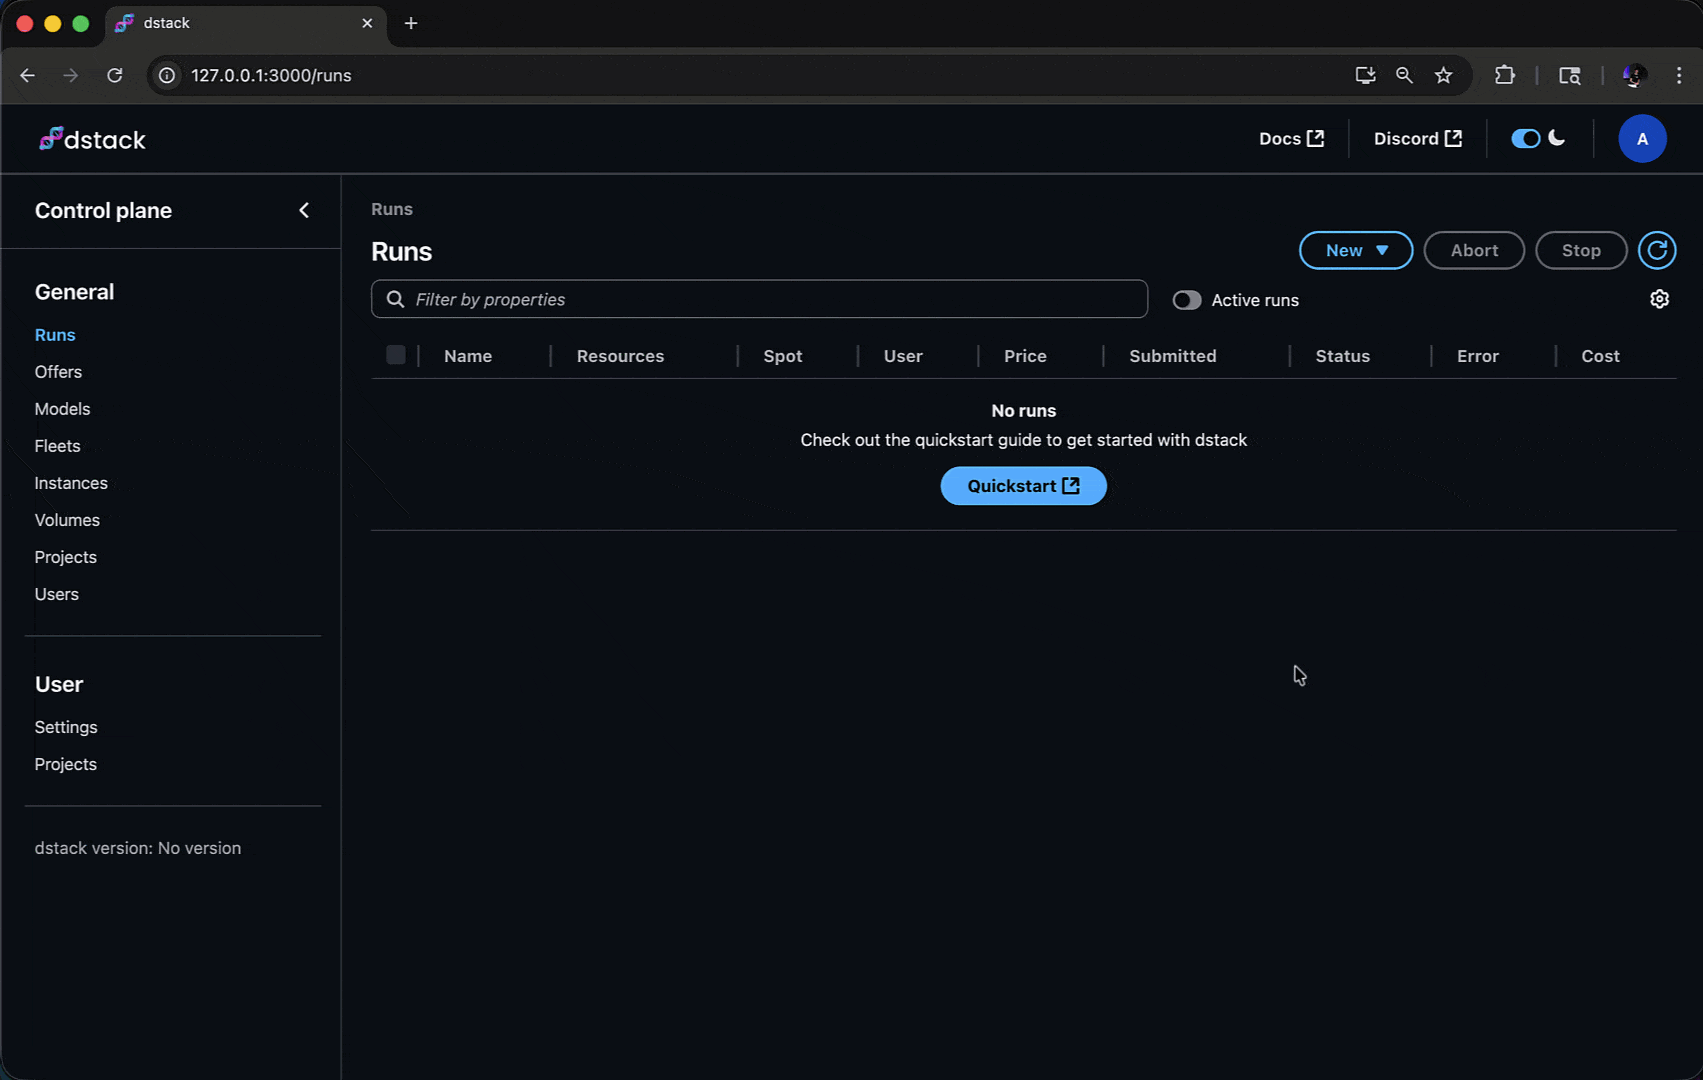 dstack
127.0.0.1:3000/runs
dstack
Docs
Discord
A
Control plane
General
Runs
Offers
Models
Fleets
Instances
Volumes
Projects
Users
User
Settings
Projects
dstack version: No version
Runs
Runs
New
Abort
Stop
Filter by properties
Active runs
Name Resources Spot User Price Submitted Status Error Cost
No runs
Check out the quickstart guide to get started with dstack
Quickstart